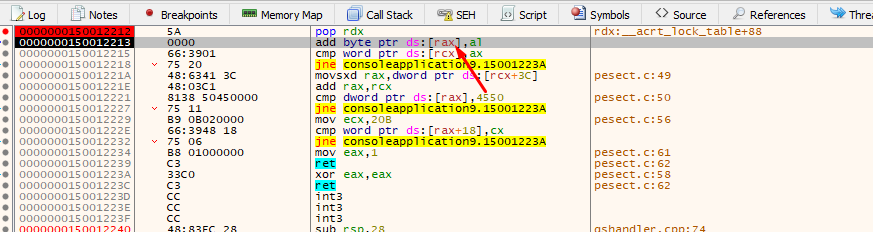 Log Notes Breakpoints Memory Map Call Stack SEH Script Symbols Source References Threa
0000000150012212 5A pop rdx rdx:__acrt_lock_table+88
0000000150012213 0000 add byte ptr ds:[rax],al
0000000150012215 66:3901 cmp word ptr ds:[rcx],ax
0000000150012218 75 20 jne consoleapplication9.15001223A
000000015001221A 48:6341 3C movsxd rax,dword ptr ds:[rcx+3C] pesect.c:49
000000015001221E 48:03C1 add rax,rcx
0000000150012221 8138 50450000 cmp dword ptr ds:[rax],4550 pesect.c:50
0000000150012227 75 11 jne consoleapplication9.15001223A
0000000150012229 B9 0B020000 mov ecx,20B pesect.c:56
000000015001222E 66:3948 18 cmp word ptr ds:[rax+18],cx
0000000150012232 75 06 jne consoleapplication9.15001223A
0000000150012234 B8 01000000 mov eax,1 pesect.c:61
0000000150012239 C3 ret pesect.c:62
000000015001223A 33C0 xor eax,eax pesect.c:58
000000015001223C C3 ret pesect.c:62
000000015001223D CC int3
000000015001223E CC int3
000000015001223F CC int3
0000000150012240 48:83EC 28 sub rsp,28 gshandler.cpp:74